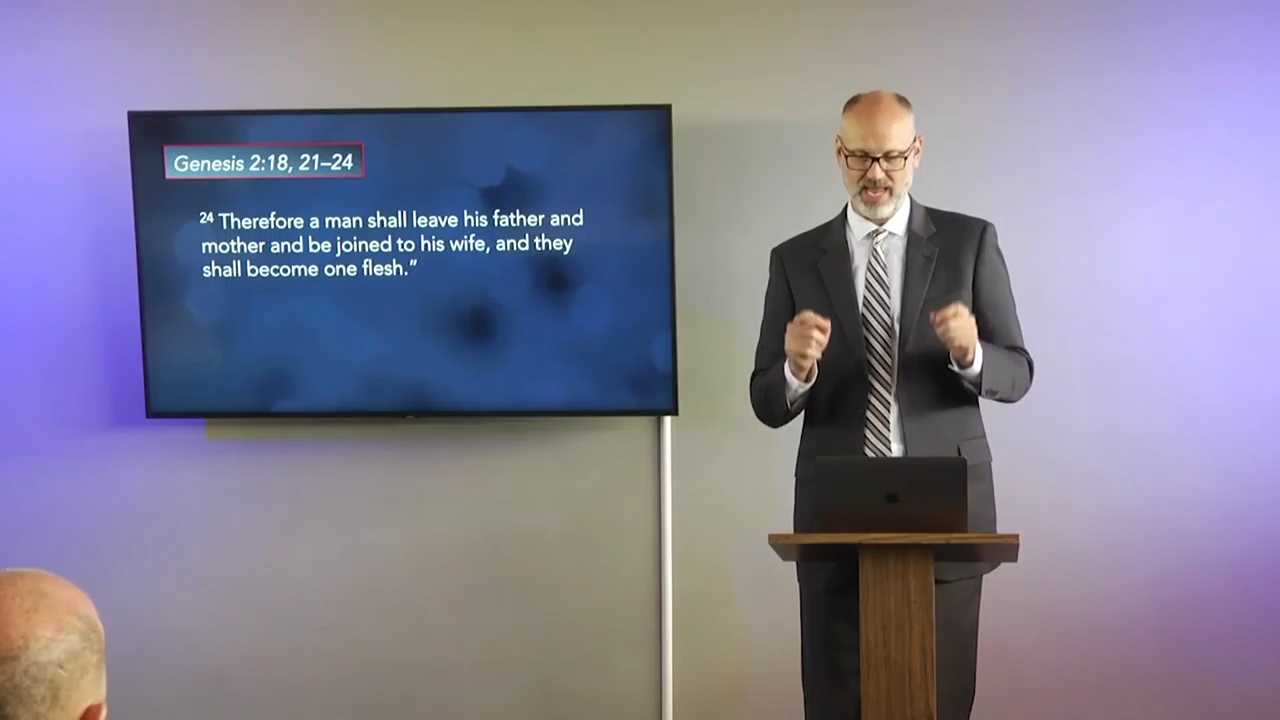 Genesis 2:18, 21–24
24 Therefore a man shall leave his father and
mother and be joined to his wife, and they
shall become one flesh.”